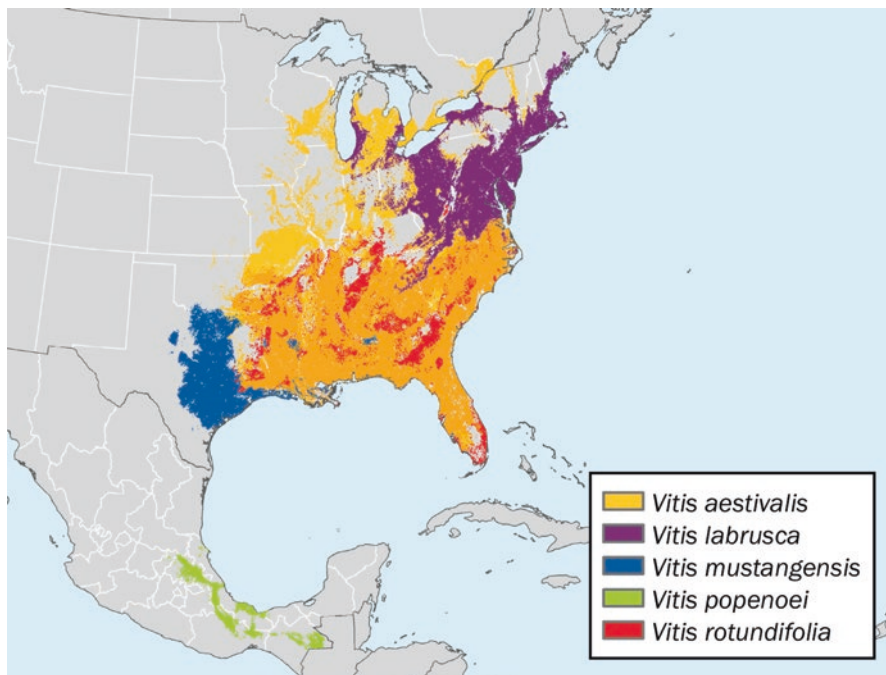 Vitis aestivalis
Vitis labrusca
Vitis mustangensis
Vitis popenoei
Vitis rotundifolia